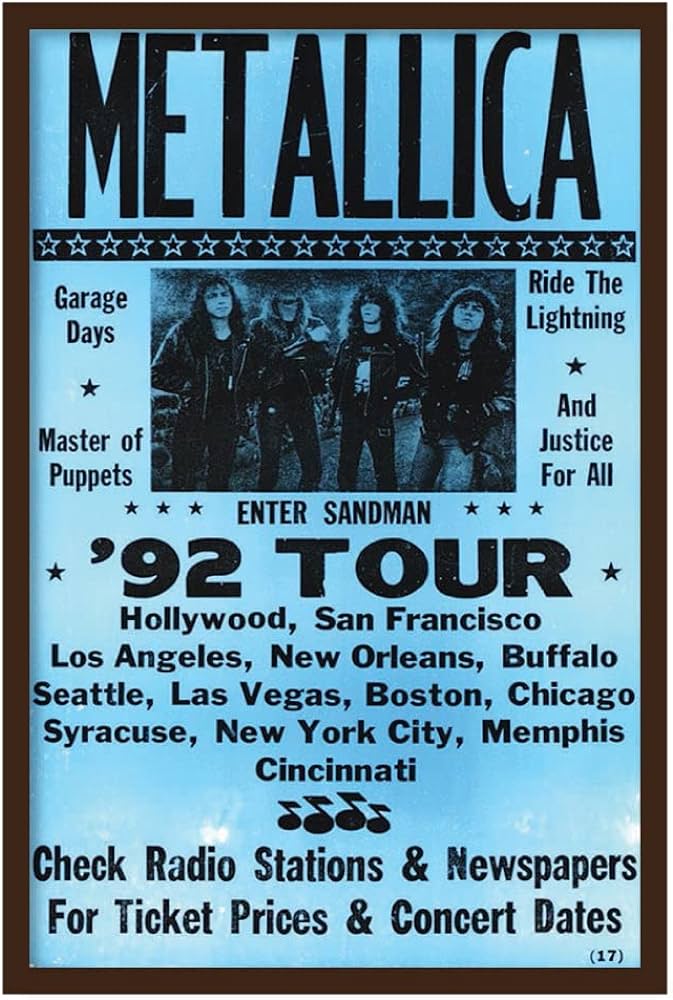 METALLICA
Garage
Days
Master of
Puppets
Ride The
Lightning
And
Justice
For All
ENTER SANDMAN
’92 TOUR
Hollywood, San Francisco
Los Angeles, New Orleans, Buffalo
Seattle, Las Vegas, Boston, Chicago
Syracuse, New York City, Memphis
Cincinnati
Check Radio Stations & Newspapers
For Ticket Prices & Concert Dates
(17)